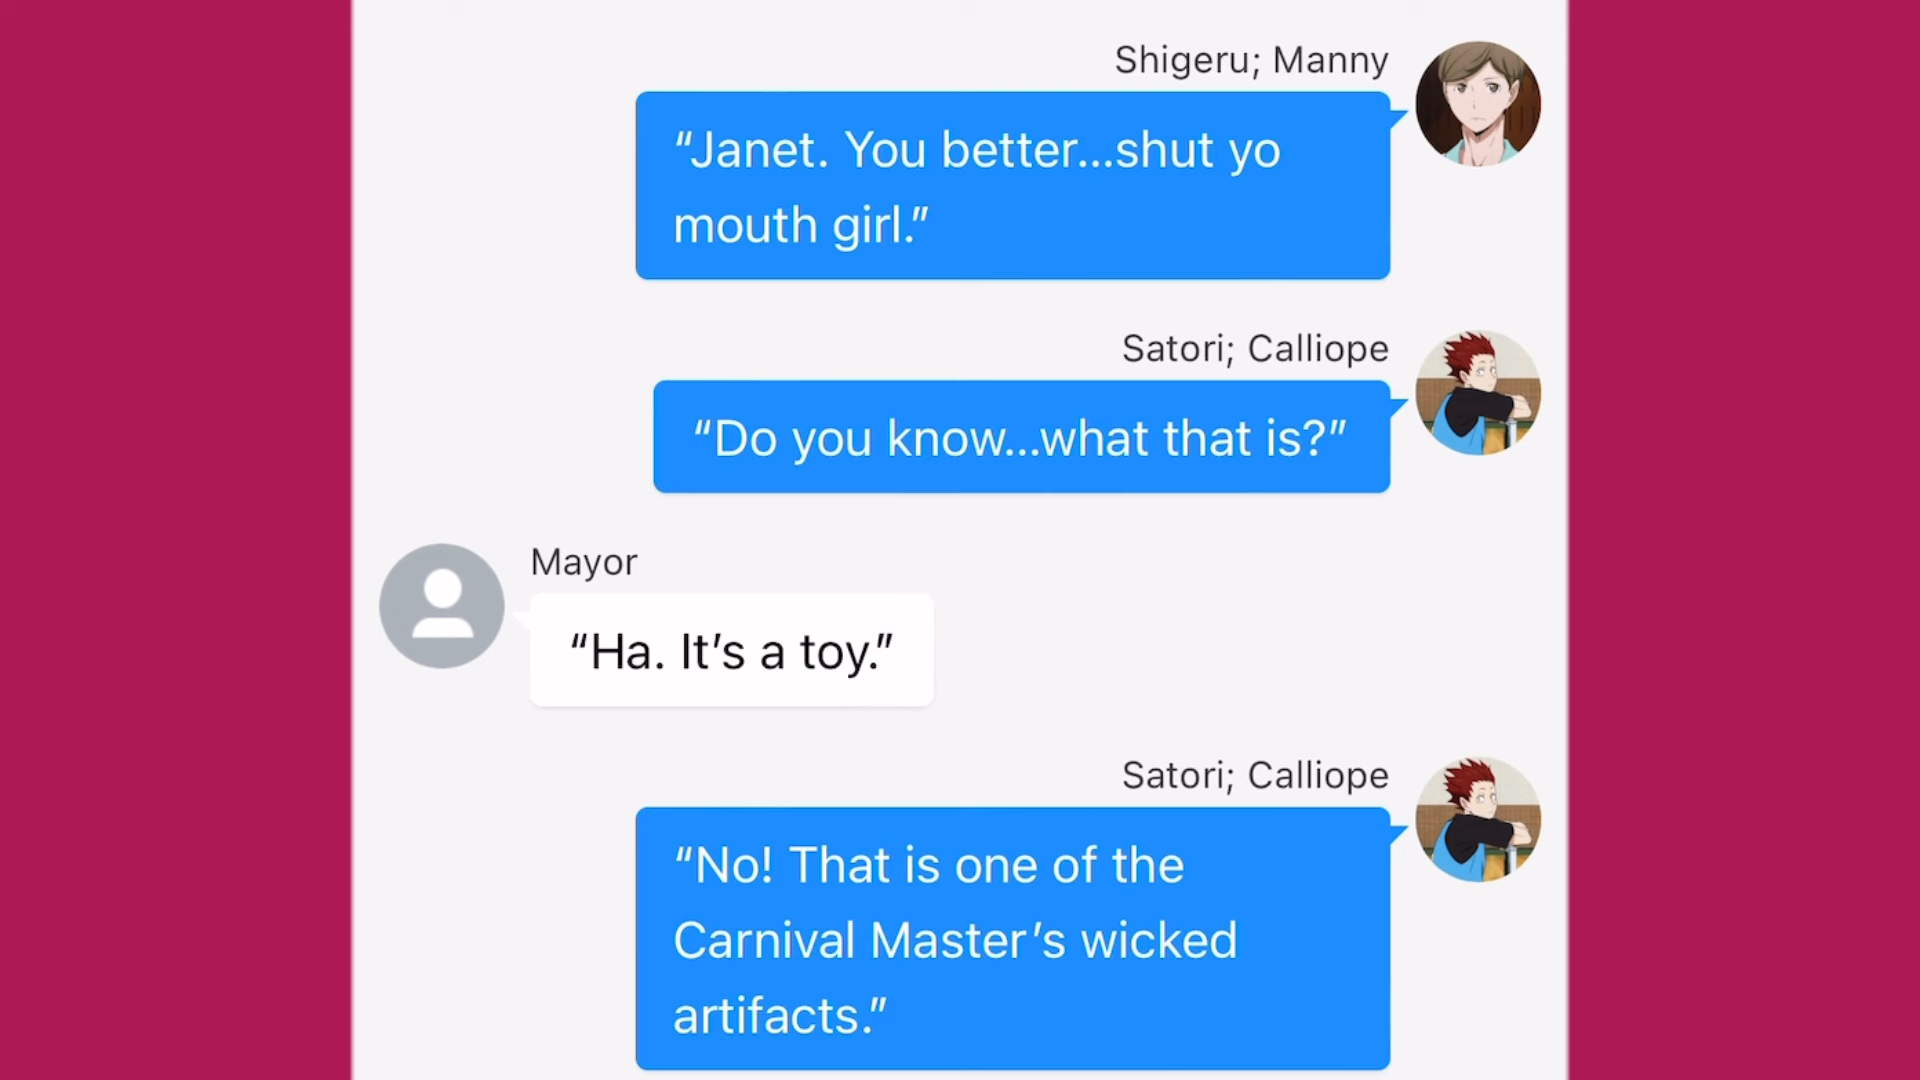 Shigeru; Manny
“Janet. You better...shut yo
mouth girl.”
Satori; Calliope
“Do you know...what that is?”
Mayor
“Ha. It’s a toy.”
Satori; Calliope
“No! That is one of the
Carnival Master’s wicked
artifacts.”